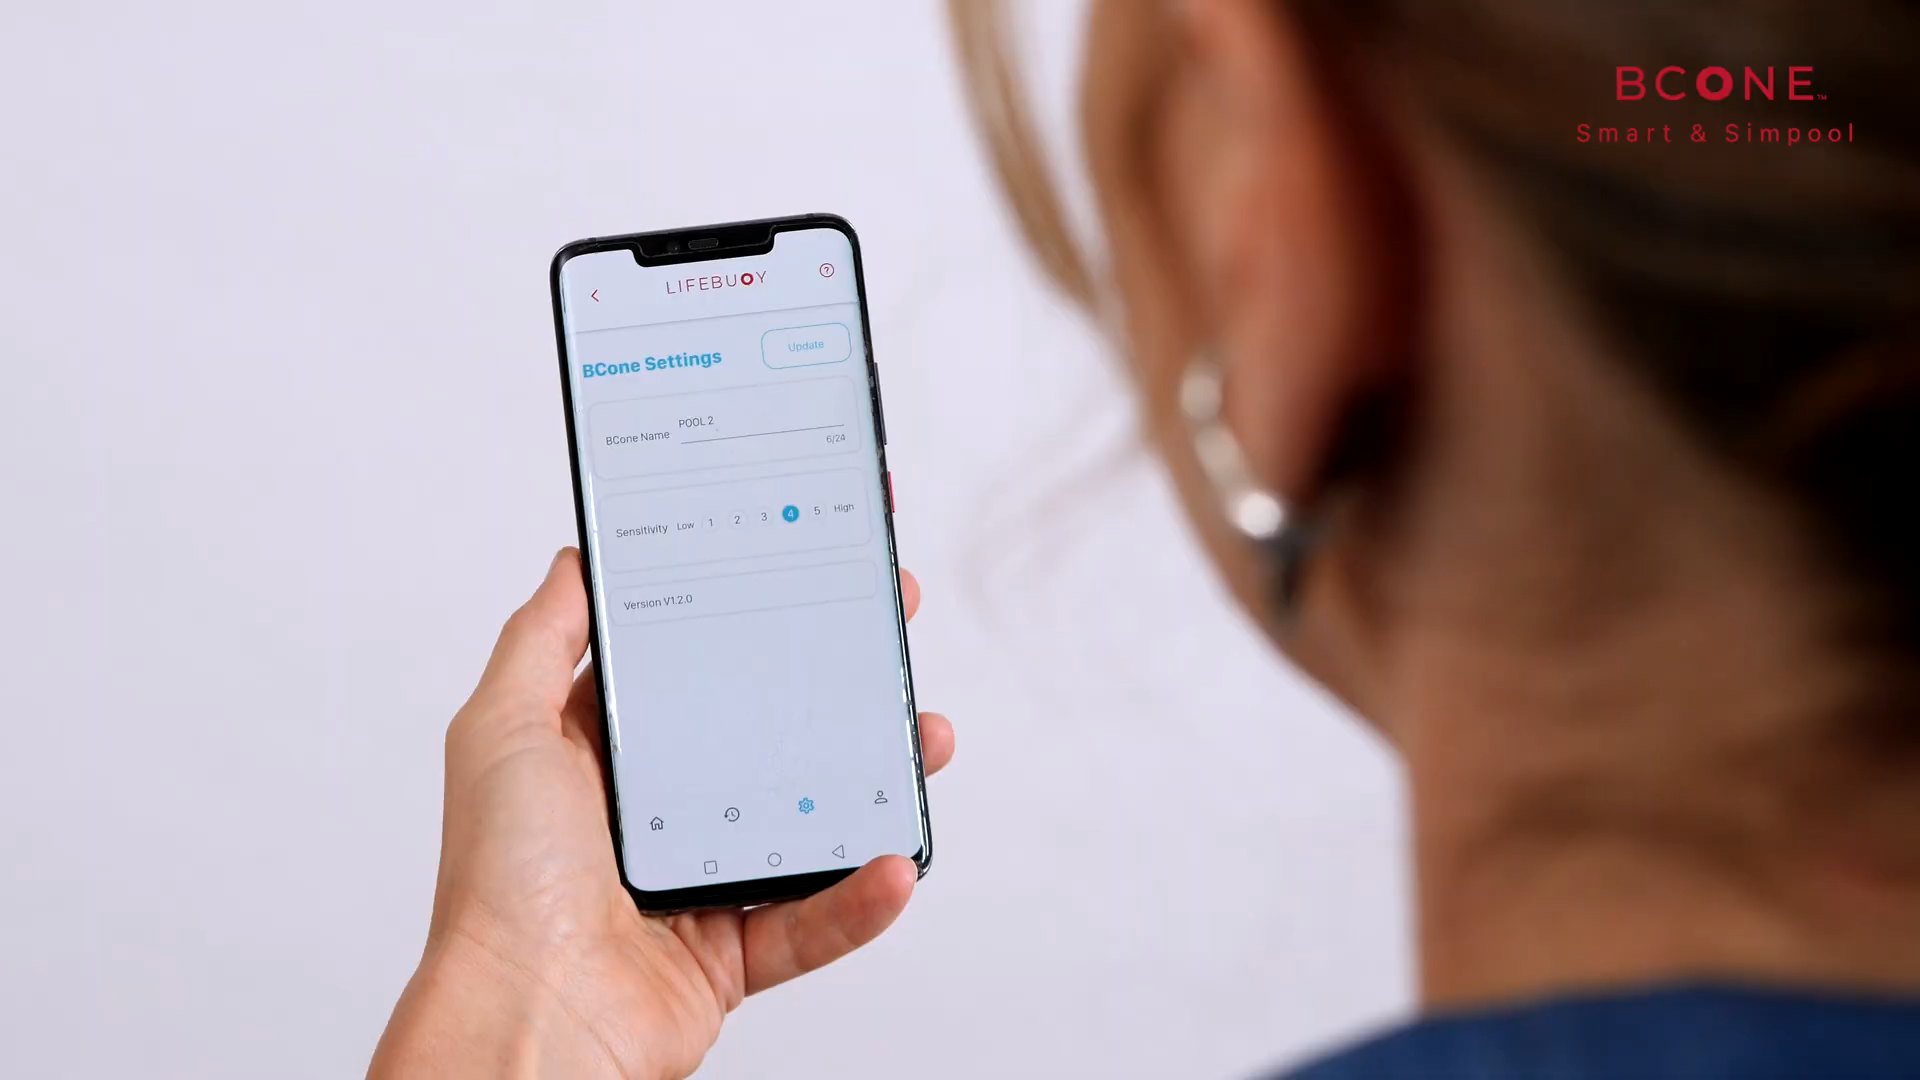 BCONE™
Smart & Simpool
LIFEBUOY
?
BCone Settings
Update
BCone Name
POOL 2
6/24
Sensitivity Low 1 2 3 4 5 High
Version V1.2.0